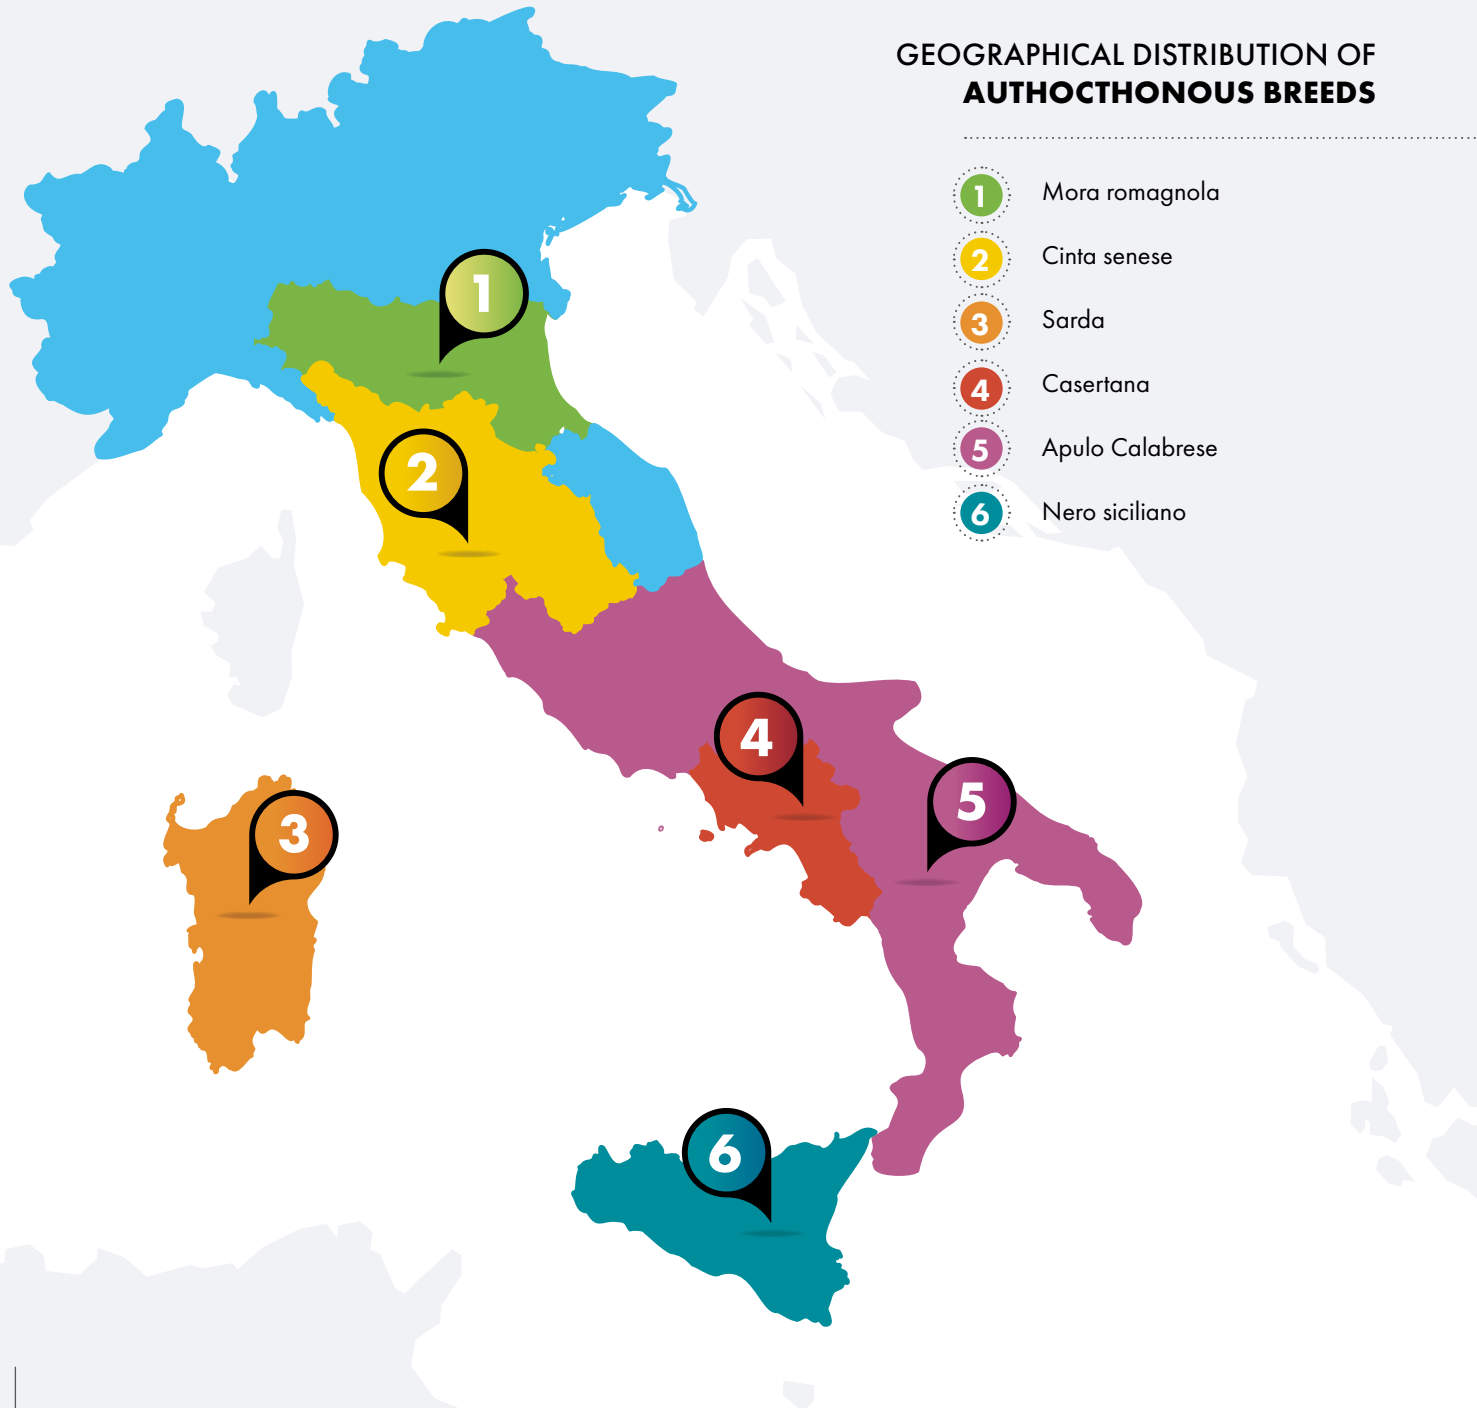 GEOGRAPHICAL DISTRIBUTION OF
AUTHOCTHONOUS BREEDS
1 Mora romagnola
2 Cinta senese
3 Sarda
4 Casertana
5 Apulo Calabrese
6 Nero siciliano
1
2
4
5
3
6